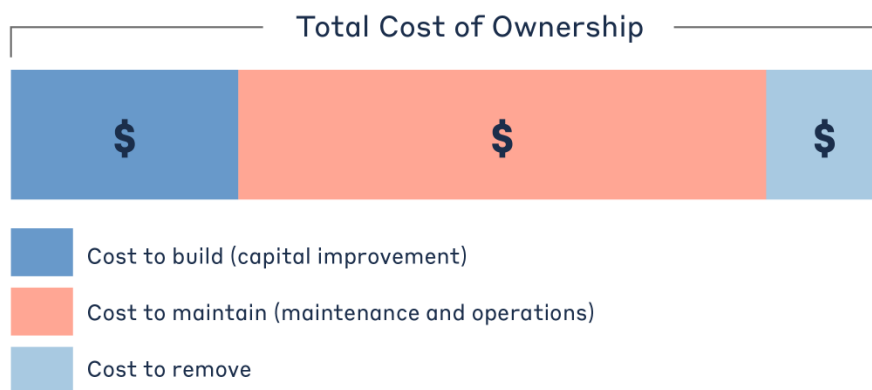 Total Cost of Ownership
$ $ $
Cost to build (capital improvement)
Cost to maintain (maintenance and operations)
Cost to remove